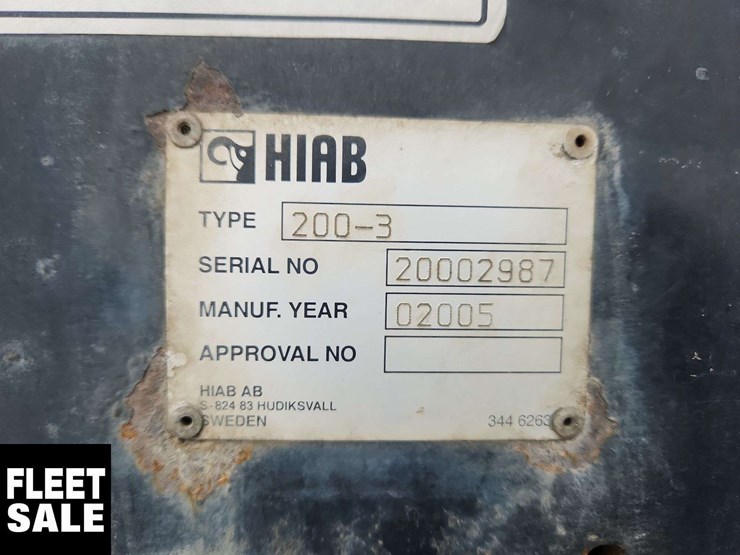 HIAB
TYPE 200-3
SERIAL NO 20002987
MANUF. YEAR 02005
APPROVAL NO
HIAB AB
S-824 83 HUDIKSVALL
SWEDEN 344 6263
FLEET
SALE